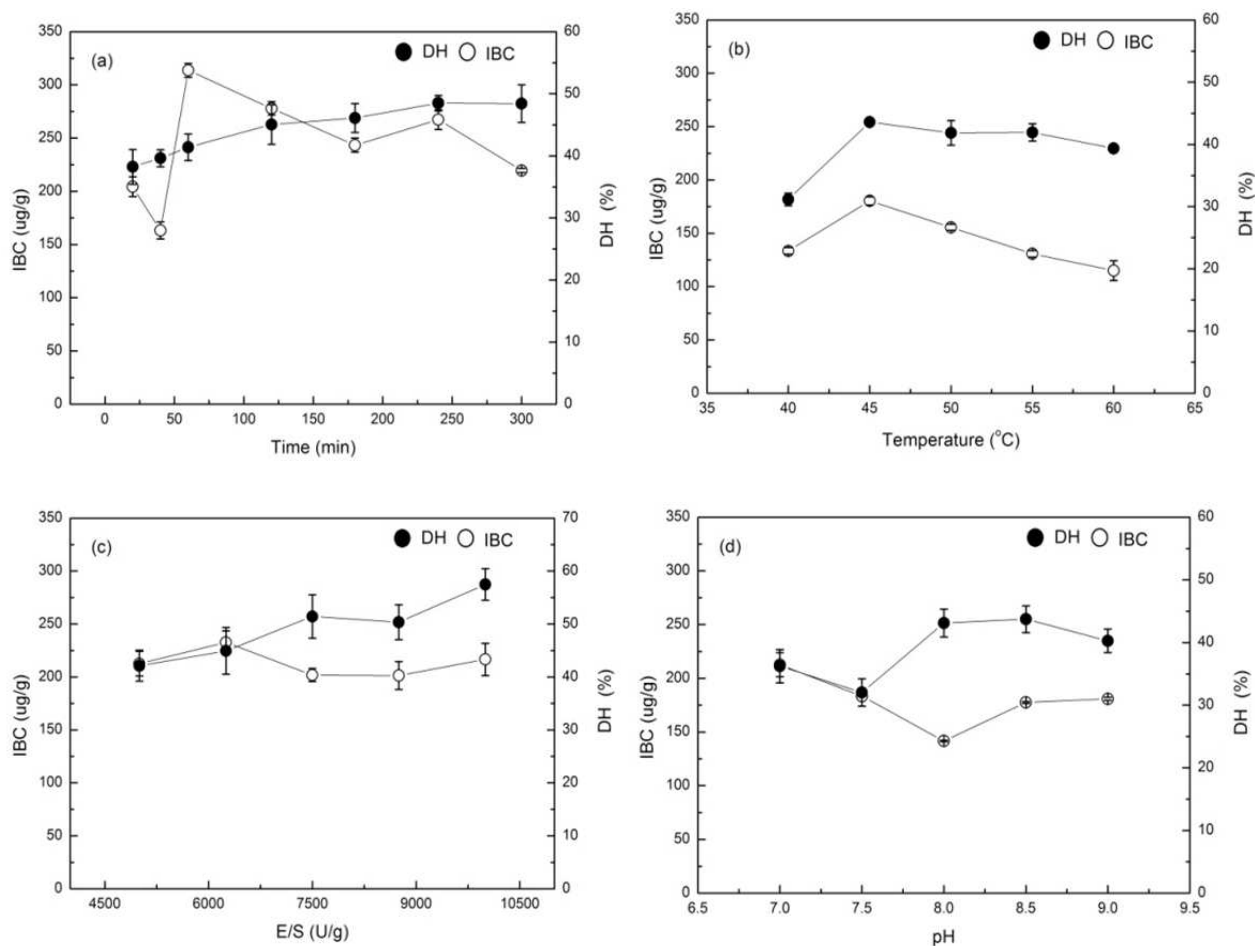 (a)
DH IBC
350
300
250
200
150
100
50
0
IBC (ug/g)
60
50
40
30
20
10
0
DH (%)
0 50 100 150 200 250 300
Time (min)
(b)
DH IBC
350
300
250
200
150
100
50
0
IBC (ug/g)
60
50
40
30
20
10
0
DH (%)
35 40 45 50 55 60 65
Temperature (°C)
(c)
DH IBC
350
300
250
200
150
100
50
0
IBC (ug/g)
70
60
50
40
30
20
10
0
DH (%)
4500 6000 7500 9000 10500
E/S (U/g)
(d)
DH IBC
350
300
250
200
150
100
50
0
IBC (ug/g)
60
50
40
30
20
10
0
DH (%)
6.5 7.0 7.5 8.0 8.5 9.0 9.5
pH